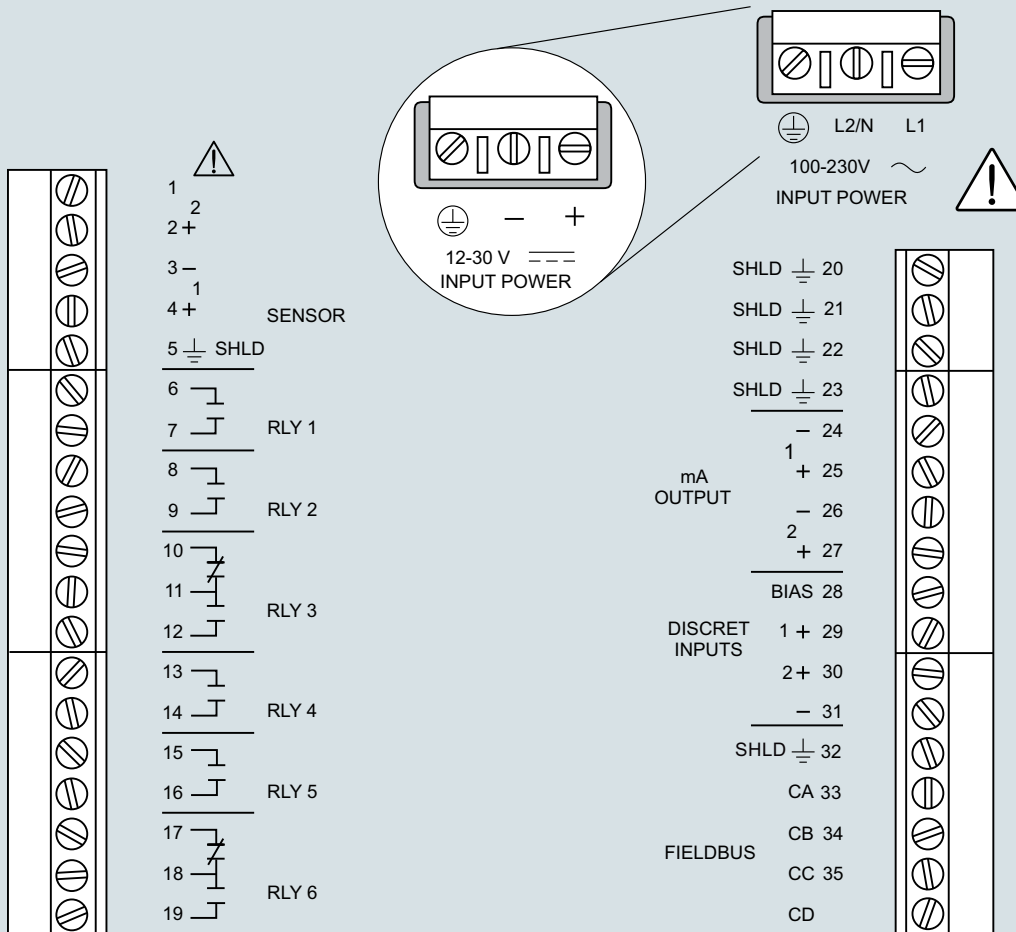 L2/N L1
100-230V
INPUT POWER
− +
12-30 V
INPUT POWER
1
2
2 +
3 −
1
4 +
SENSOR
5 SHLD
6
7 RLY 1
8
9 RLY 2
10
11
RLY 3
12
13
14 RLY 4
15
16 RLY 5
17
18
RLY 6
19
SHLD 20
SHLD 21
SHLD 22
SHLD 23
− 24
1
+ 25
mA
OUTPUT
− 26
2
+ 27
BIAS 28
DISCRET
INPUTS
1 + 29
2 + 30
− 31
SHLD 32
CA 33
CB 34
FIELDBUS
CC 35
CD